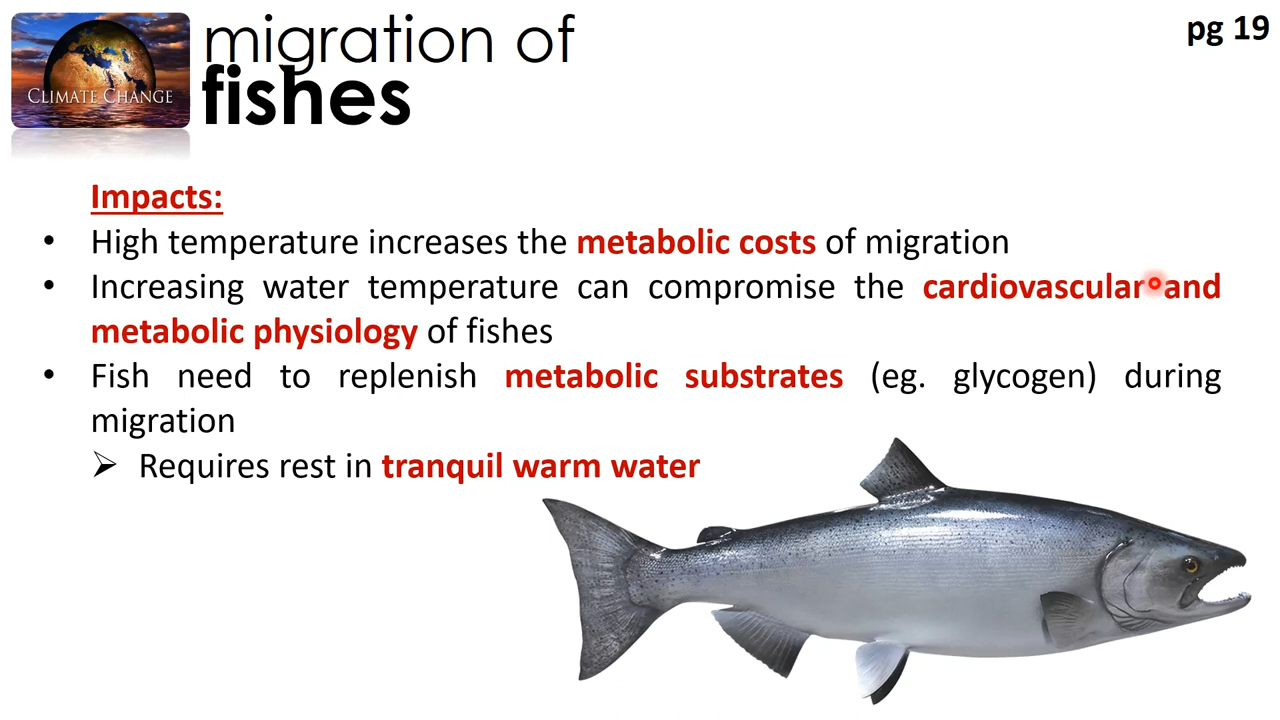 CLIMATE CHANGE
migration of
fishes
pg 19
Impacts:
• High temperature increases the metabolic costs of migration
• Increasing water temperature can compromise the cardiovascular and
metabolic physiology of fishes
• Fish need to replenish metabolic substrates (eg. glycogen) during
migration
➢ Requires rest in tranquil warm water